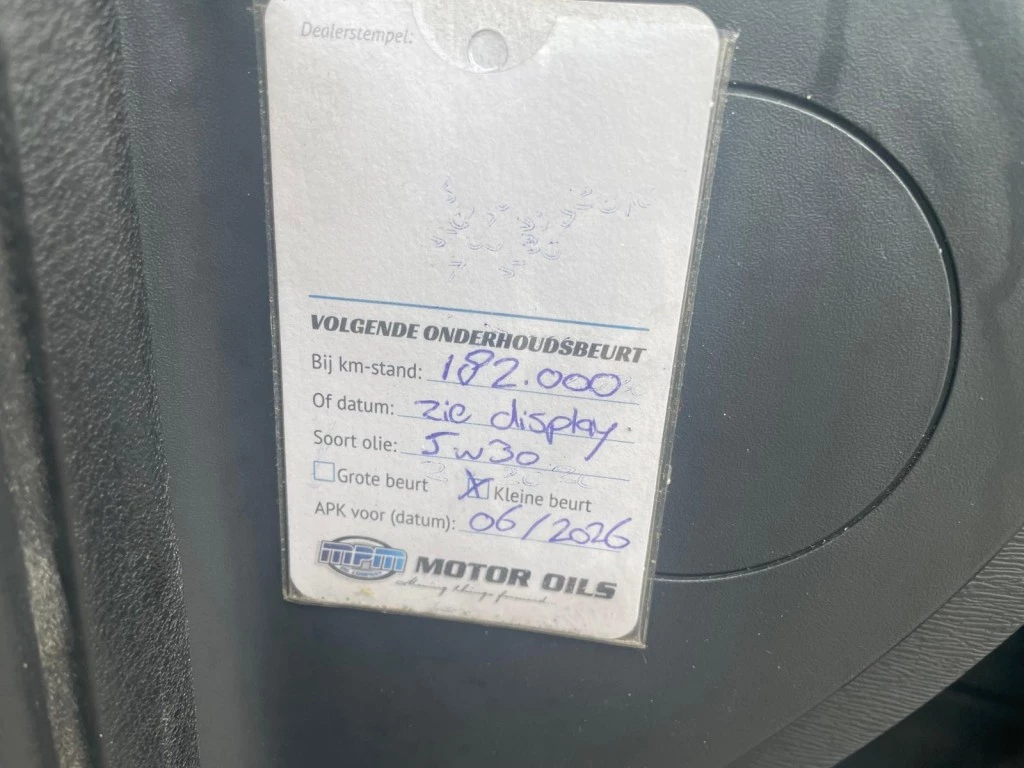 Dealerstempel:
VOLGENDE ONDERHOUDSBEURT
Bij km-stand: 182.000
Of datum: zie display.
Soort olie: 5w30
Grote beurt X Kleine beurt
APK voor (datum): 06/2026
MPM MOTOR OILS